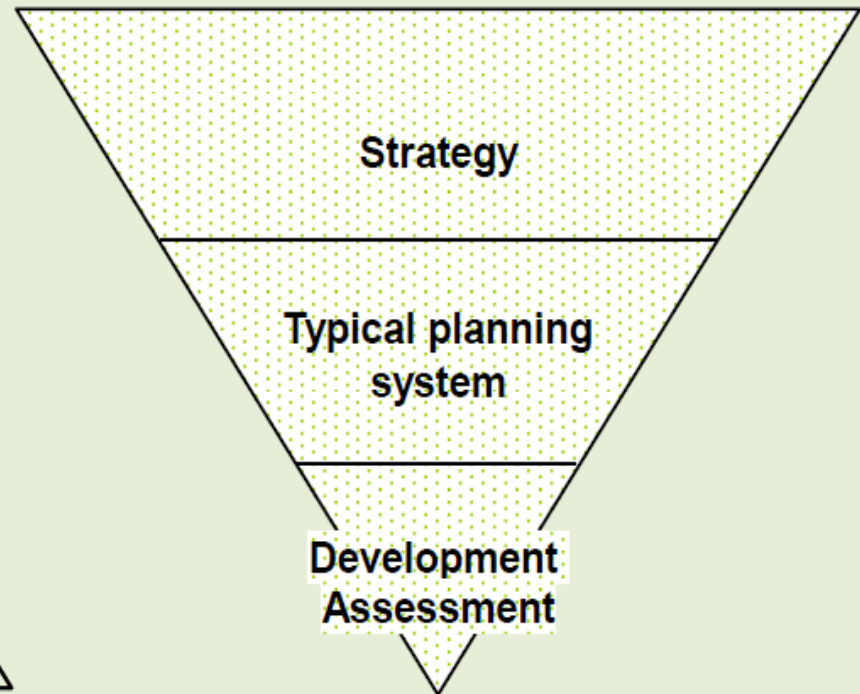 Strategy
Typical planning
system
Development
Assessment